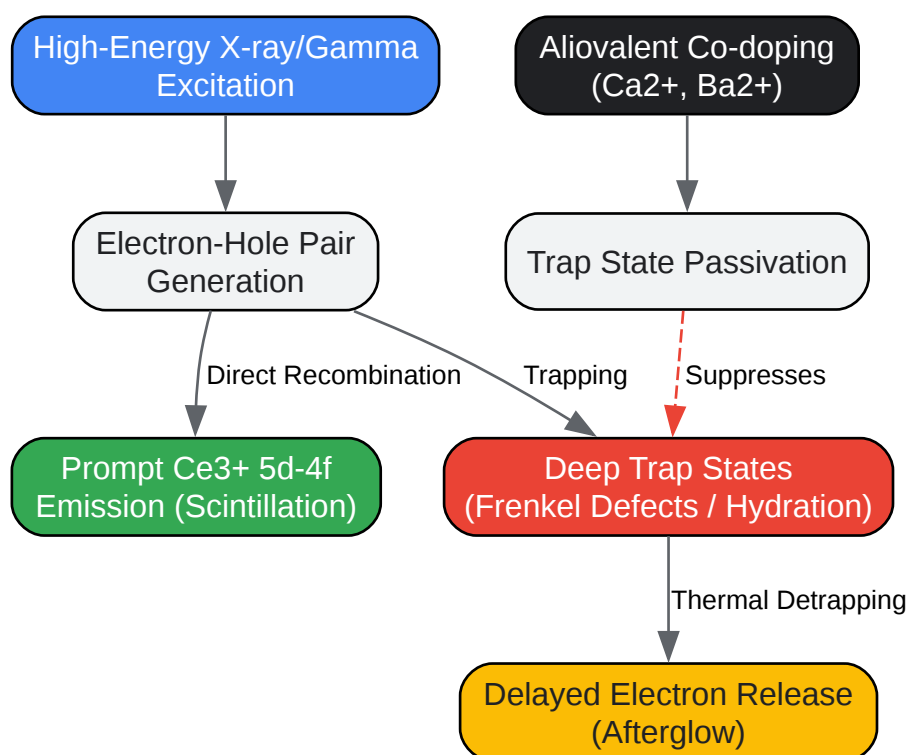 High-Energy X-ray/Gamma
Excitation
Aliovalent Co-doping
(Ca2+, Ba2+)
Electron-Hole Pair
Generation
Trap State Passivation
Direct Recombination
Trapping
Suppresses
Prompt Ce3+ 5d-4f
Emission (Scintillation)
Deep Trap States
(Frenkel Defects / Hydration)
Thermal Detrapping
Delayed Electron Release
(Afterglow)